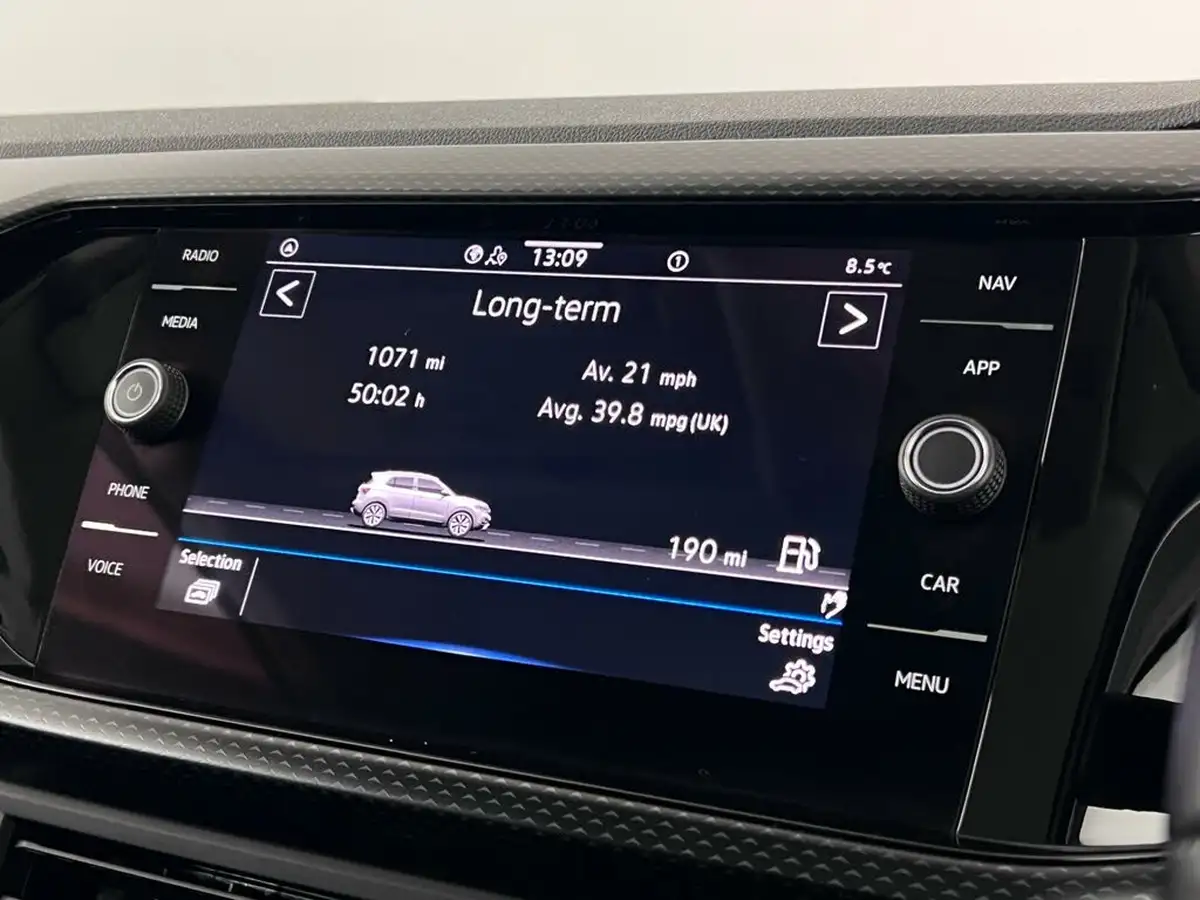 RADIO
MEDIA
PHONE
VOICE
13:09
1
8.5°C
<
Long-term
>
1071 mi
50:02 h
Av. 21 mph
Avg. 39.8 mpg(UK)
190 mi
Selection
Settings
NAV
APP
CAR
MENU